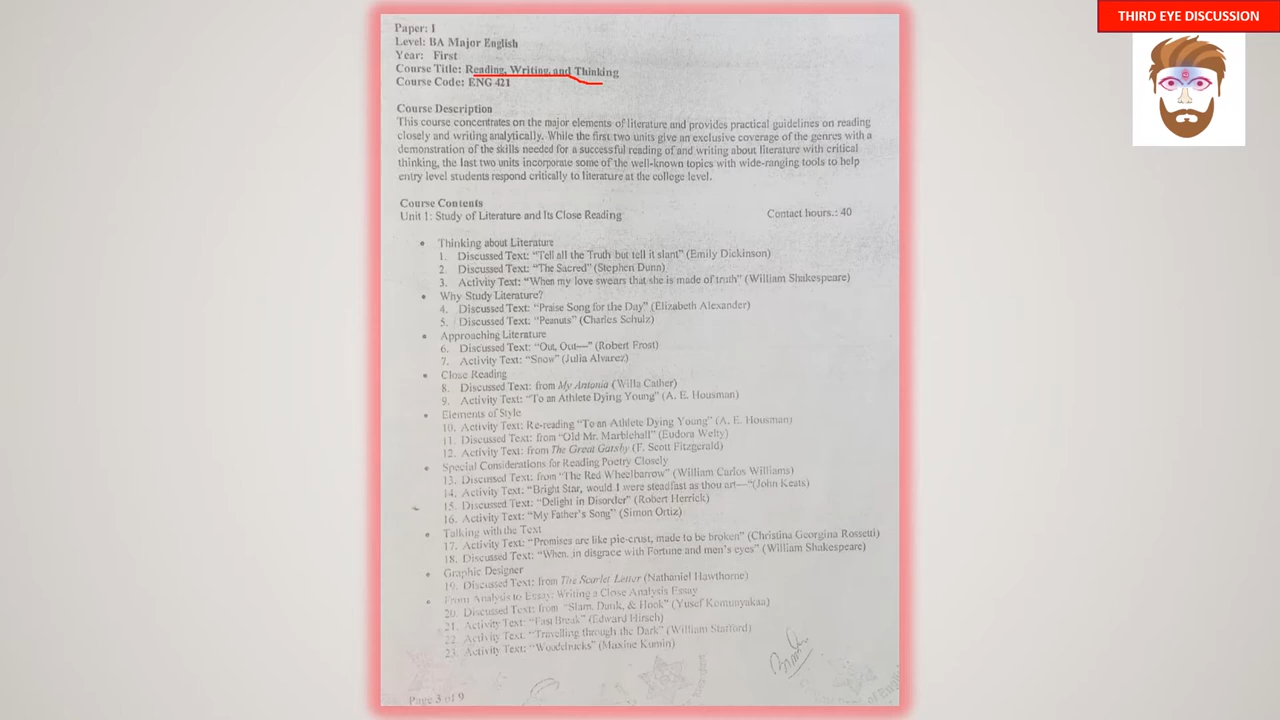 THIRD EYE DISCUSSION
Paper: I
Level: BA Major English
Year: First
Course Title: Reading, Writing, and Thinking
Course Code: ENG 421
Course Description
This course concentrates on the major elements of literature and provides practical guidelines on reading
closely and writing analytically. While the first two units give an exclusive coverage of the genres with a
demonstration of the skills needed for a successful reading of and writing about literature with critical
thinking, the last two units incorporate some of the well-known topics with wide-ranging tools to help
entry level students respond critically to literature at the college level.
Course Contents
Unit 1: Study of Literature and Its Close Reading Contact hours.: 40
• Thinking about Literature
1. Discussed Text: "Tell all the Truth but tell it slant" (Emily Dickinson)
2. Discussed Text: "The Sacred" (Stephen Dunn)
3. Activity Text: "When my love swears that she is made of truth" (William Shakespeare)
• Why Study Literature?
4. Discussed Text: "Praise Song for the Day" (Elizabeth Alexander)
5. Discussed Text: "Peanuts" (Charles Schulz)
• Approaching Literature
6. Discussed Text: "Out, Out—" (Robert Frost)
7. Activity Text: "Snow" (Julia Alvarez)
• Close Reading
8. Discussed Text: from My Antonia (Willa Cather)
9. Activity Text: "To an Athlete Dying Young" (A. E. Housman)
• Elements of Style
10. Activity Text: Re-reading "To an Athlete Dying Young" (A. E. Housman)
11. Discussed Text: from "Old Mr. Marblehall" (Eudora Welty)
12. Activity Text: from The Great Gatsby (F. Scott Fitzgerald)
• Special Considerations for Reading Poetry Closely
13. Discussed Text: from "The Red Wheelbarrow" (William Carlos Williams)
14. Activity Text: "Bright Star, would I were steadfast as thou art—"(John Keats)
15. Discussed Text: "Delight in Disorder" (Robert Herrick)
16. Activity Text: "My Father's Song" (Simon Ortiz)
• Talking with the Text
17. Activity Text: "Promises are like pie-crust, made to be broken" (Christina Georgina Rossetti)
18. Discussed Text: "When, in disgrace with Fortune and men's eyes" (William Shakespeare)
• Graphic Designer
19. Discussed Text: from The Scarlet Letter (Nathaniel Hawthorne)
• From Analysis to Essay: Writing a Close Analysis Essay
20. Discussed Text: from "Slam, Dunk, & Hook" (Yusef Komunyakaa)
21. Activity Text: "Fast Break" (Edward Hirsch)
22. Activity Text: "Travelling through the Dark" (William Stafford)
23. Activity Text: "Woodchucks" (Maxine Kumin)
Page 3 of 9